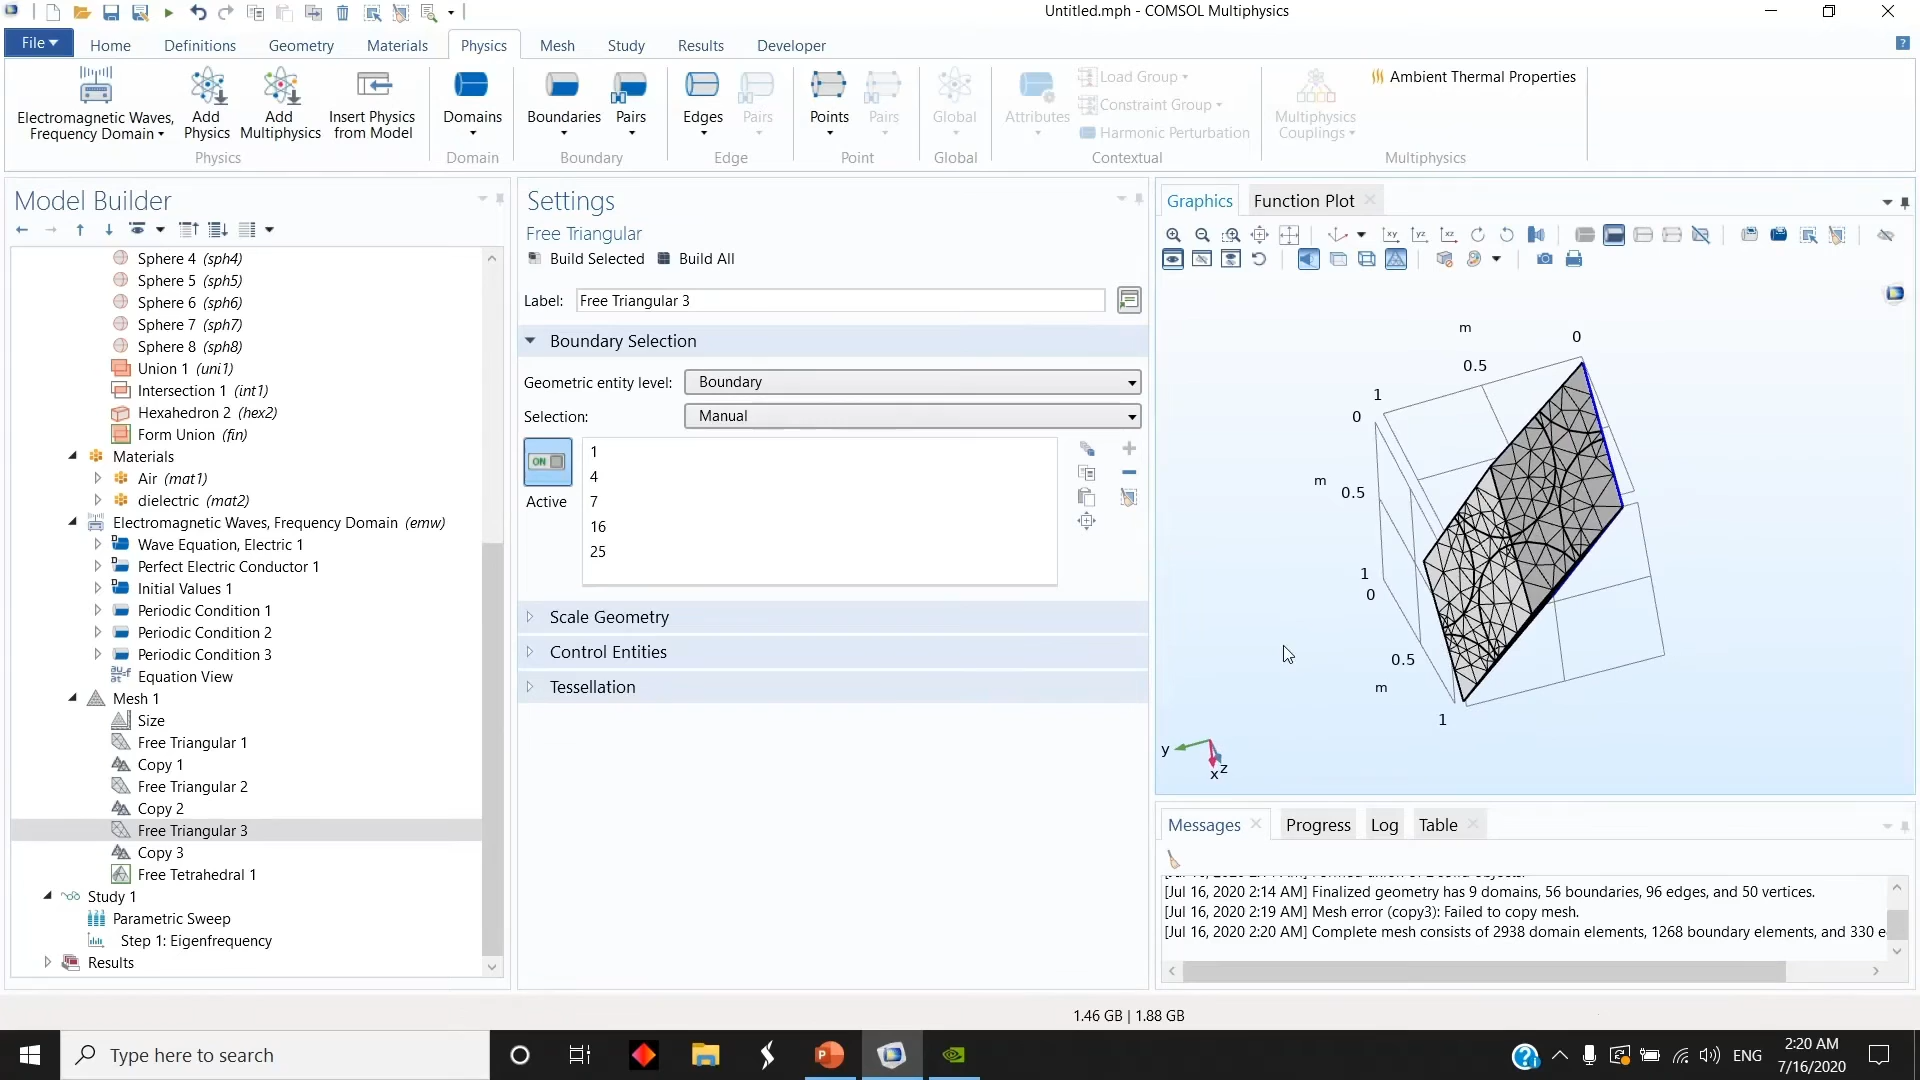 Untitled.mph - COMSOL Multiphysics
File Home Definitions Geometry Materials Physics Mesh Study Results Developer
Electromagnetic Waves, Frequency Domain
Add Physics
Add Multiphysics
Insert Physics from Model
Physics
Domains
Domain
Boundaries
Pairs
Boundary
Edges
Pairs
Edge
Points
Pairs
Point
Global
Global
Attributes
Load Group
Constraint Group
Harmonic Perturbation
Contextual
Multiphysics Couplings
Ambient Thermal Properties
Multiphysics
Model Builder
Sphere 4 (sph4)
Sphere 5 (sph5)
Sphere 6 (sph6)
Sphere 7 (sph7)
Sphere 8 (sph8)
Union 1 (uni1)
Intersection 1 (int1)
Hexahedron 2 (hex2)
Form Union (fin)
Materials
Air (mat1)
dielectric (mat2)
Electromagnetic Waves, Frequency Domain (emw)
Wave Equation, Electric 1
Perfect Electric Conductor 1
Initial Values 1
Periodic Condition 1
Periodic Condition 2
Periodic Condition 3
Equation View
Mesh 1
Size
Free Triangular 1
Copy 1
Free Triangular 2
Copy 2
Free Triangular 3
Copy 3
Free Tetrahedral 1
Study 1
Parametric Sweep
Step 1: Eigenfrequency
Results
Settings
Free Triangular
Build Selected Build All
Label: Free Triangular 3
Boundary Selection
Geometric entity level: Boundary
Selection: Manual
ON
Active
1
4
7
16
25
Scale Geometry
Control Entities
Tessellation
Graphics Function Plot
xy yz xz
m
0
0.5
1
0
m
0.5
1
0
0.5
m
1
y
x
z
Messages Progress Log Table
[Jul 16, 2020 2:14 AM] Finalized geometry has 9 domains, 56 boundaries, 96 edges, and 50 vertices.
[Jul 16, 2020 2:19 AM] Mesh error (copy3): Failed to copy mesh.
[Jul 16, 2020 2:20 AM] Complete mesh consists of 2938 domain elements, 1268 boundary elements, and 330 e
1.46 GB | 1.88 GB
Type here to search
ENG
2:20 AM
7/16/2020